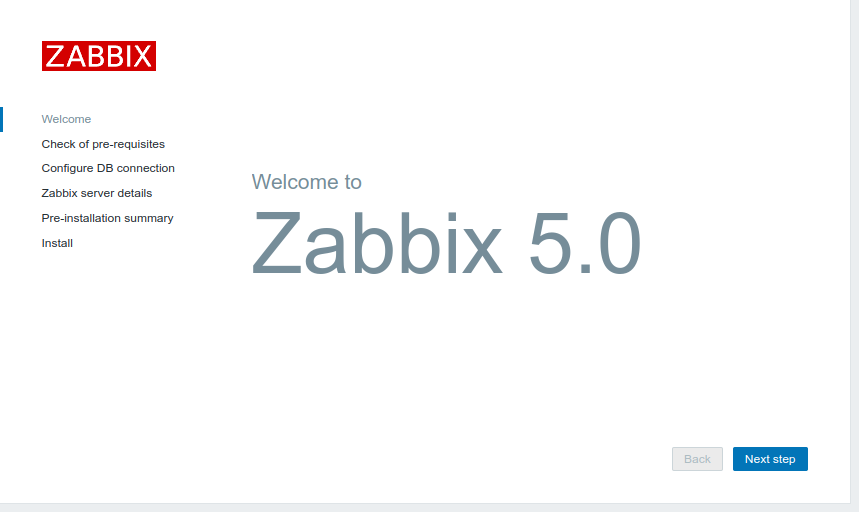 ZABBIX
Welcome
Check of pre-requisites
Configure DB connection
Zabbix server details
Pre-installation summary
Install
Welcome to
Zabbix 5.0
Back
Next step